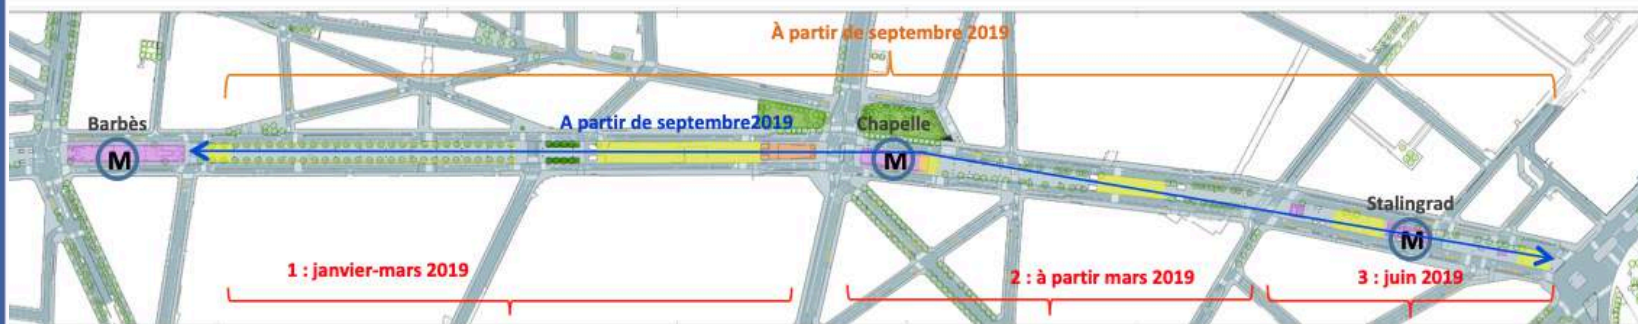 À partir de septembre 2019
Barbès
A partir de septembre2019
Chapelle
M
M
Stalingrad
M
1 : janvier-mars 2019
2 : à partir mars 2019
3 : juin 2019